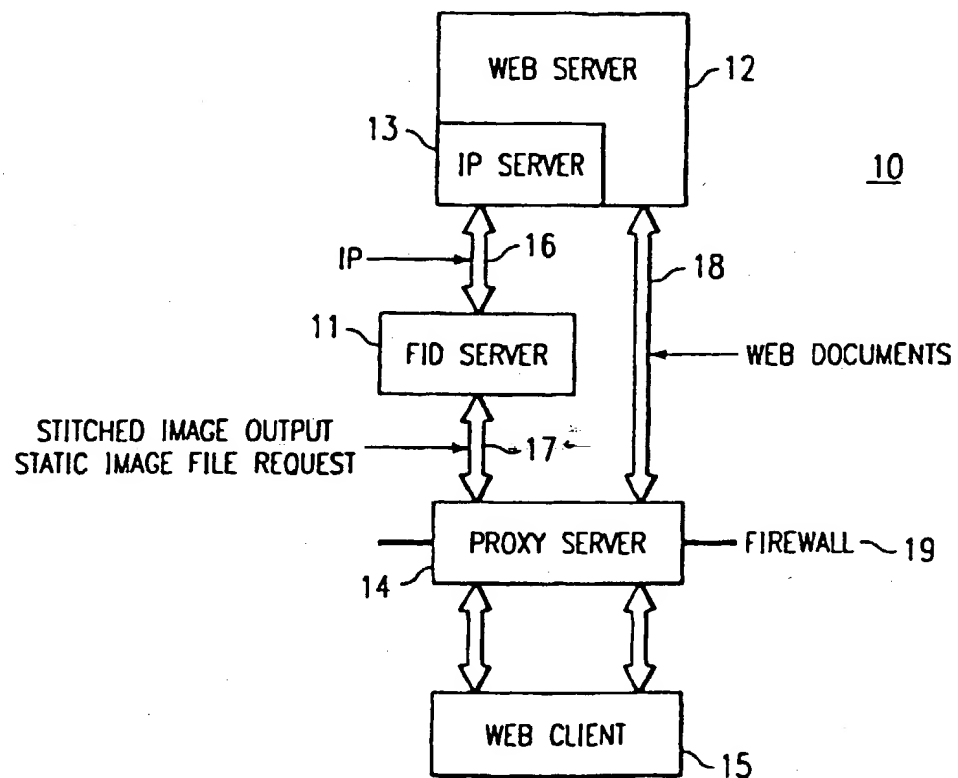 WEB SERVER
12
13
IP SERVER
10
IP
16
18
11
FID SERVER
WEB DOCUMENTS
STITCHED IMAGE OUTPUT
STATIC IMAGE FILE REQUEST
17
PROXY SERVER
FIREWALL
19
14
WEB CLIENT
15